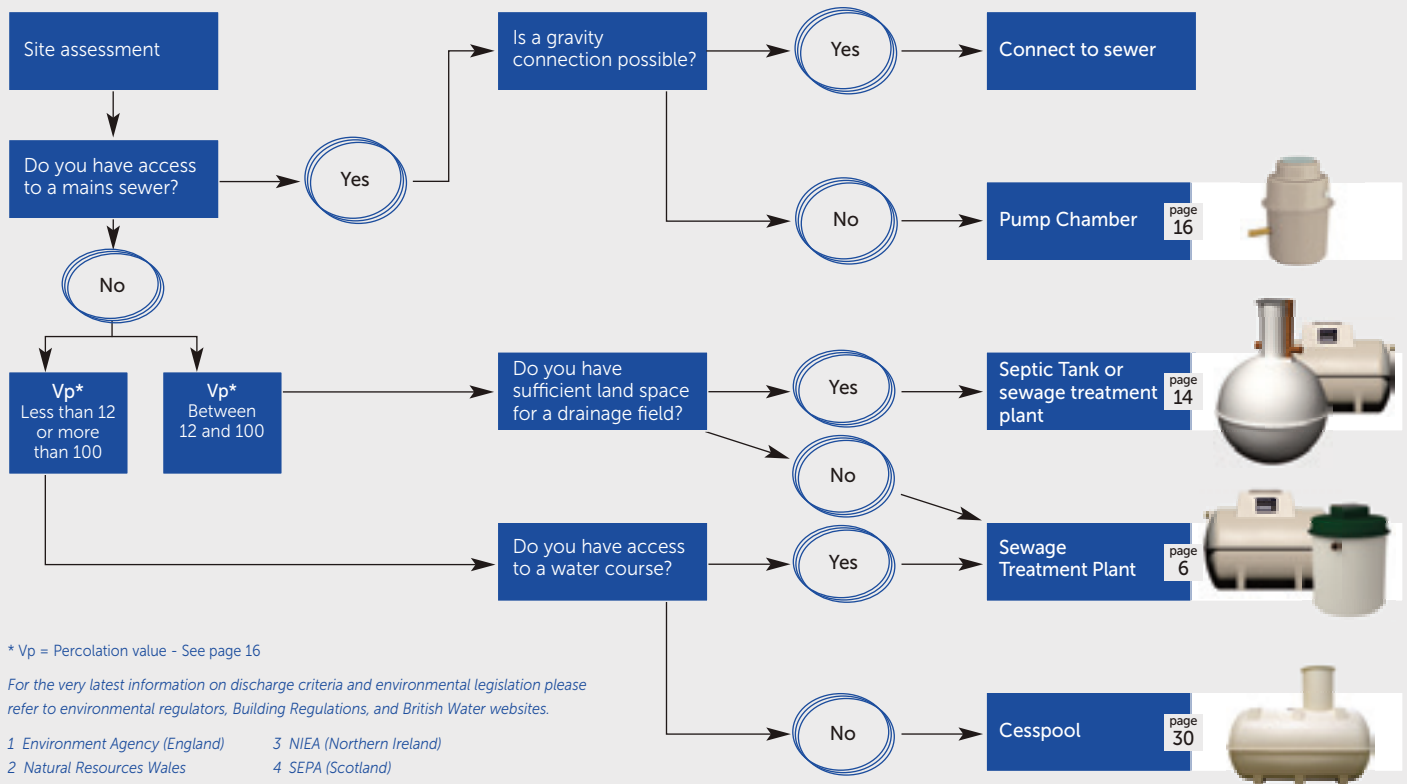 Site assessment
Is a gravity
connection possible?
Yes
Connect to sewer
Do you have access
to a mains sewer?
Yes
No
Pump Chamber
page
16
No
Vp*
Less than 12
or more
than 100
Vp*
Between
12 and 100
Do you have
sufficient land space
for a drainage field?
Yes
Septic Tank or
sewage treatment
plant
page
14
No
Do you have access
to a water course?
Yes
Sewage
Treatment Plant
page
6
No
Cesspool
page
30
* Vp = Percolation value - See page 16
For the very latest information on discharge criteria and environmental legislation please
refer to environmental regulators, Building Regulations, and British Water websites.
1 Environment Agency (England)
2 Natural Resources Wales
3 NIEA (Northern Ireland)
4 SEPA (Scotland)